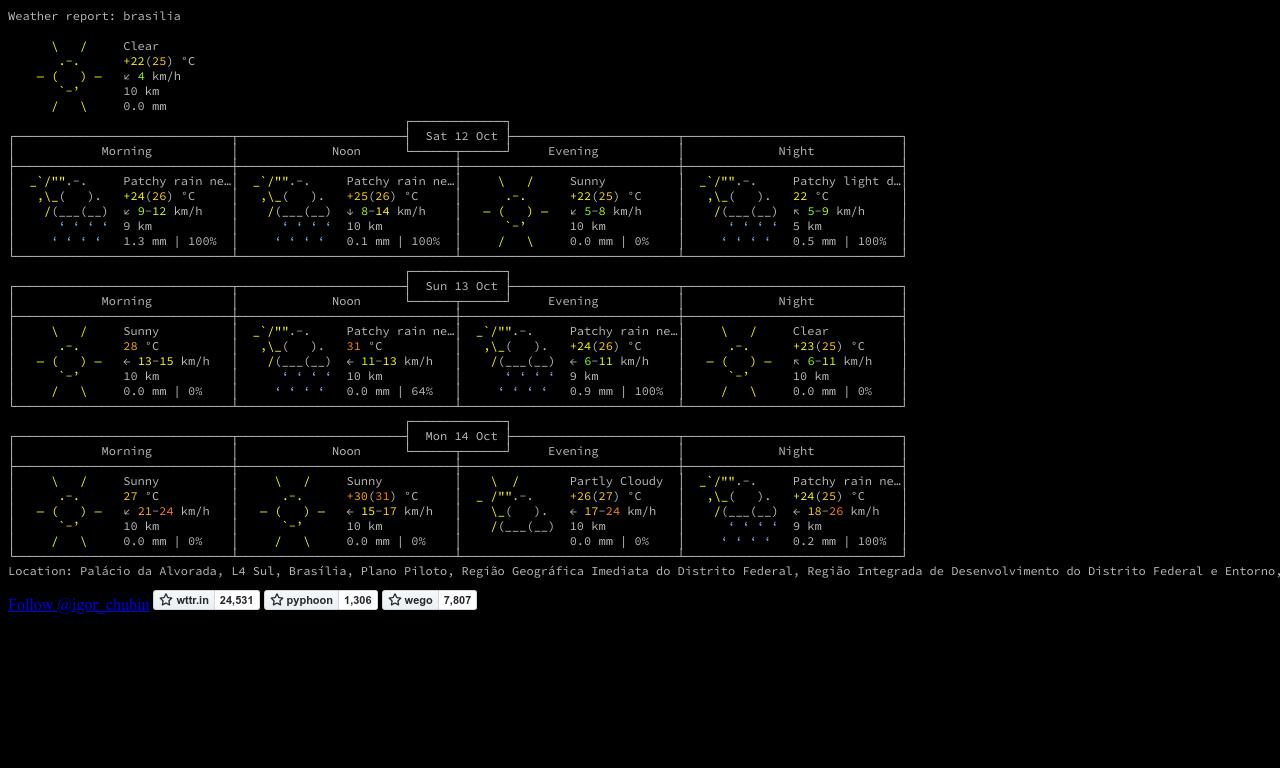 Weather report: brasilia
Clear
+22(25) °C
↙ 4 km/h
10 km
0.0 mm
Sat 12 Oct
Morning Noon Evening Night
Patchy rain ne… Patchy rain ne… Sunny Patchy light d…
+24(26) °C +25(26) °C +22(25) °C 22 °C
↙ 9-12 km/h ↓ 8-14 km/h ↙ 5-8 km/h ↖ 5-9 km/h
9 km 10 km 10 km 5 km
1.3 mm | 100% 0.1 mm | 100% 0.0 mm | 0% 0.5 mm | 100%
Sun 13 Oct
Morning Noon Evening Night
Sunny Patchy rain ne… Patchy rain ne… Clear
28 °C 31 °C +24(26) °C +23(25) °C
← 13-15 km/h ← 11-13 km/h ← 6-11 km/h ↖ 6-11 km/h
10 km 10 km 9 km 10 km
0.0 mm | 0% 0.0 mm | 64% 0.9 mm | 100% 0.0 mm | 0%
Mon 14 Oct
Morning Noon Evening Night
Sunny Sunny Partly Cloudy Patchy rain ne…
27 °C +30(31) °C +26(27) °C +24(25) °C
↙ 21-24 km/h ← 15-17 km/h ← 17-24 km/h ← 18-26 km/h
10 km 10 km 10 km 9 km
0.0 mm | 0% 0.0 mm | 0% 0.0 mm | 0% 0.2 mm | 100%
Location: Palácio da Alvorada, L4 Sul, Brasília, Plano Piloto, Região Geográfica Imediata do Distrito Federal, Região Integrada de Desenvolvimento do Distrito Federal e Entorno,
Follow @igor_chubin wttr.in 24,531 pyphoon 1,306 wego 7,807